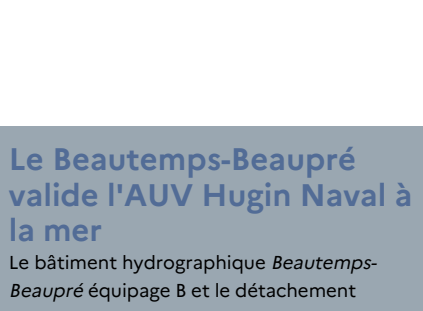 Le Beautemps-Beaupré
valide l'AUV Hugin Naval à
la mer
Le bâtiment hydrographique Beautemps-
Beaupré équipage B et le détachement